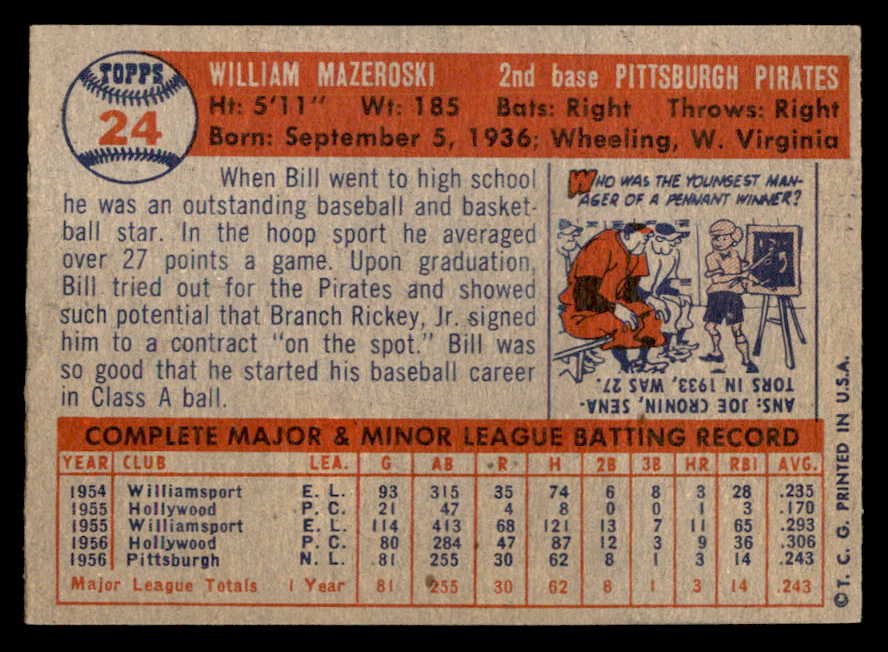 TOPPS
24
WILLIAM MAZEROSKI 2nd base PITTSBURGH PIRATES
Ht: 5'11" Wt: 185 Bats: Right Throws: Right
Born: September 5, 1936; Wheeling, W. Virginia
When Bill went to high school
he was an outstanding baseball and basket-
ball star. In the hoop sport he averaged
over 27 points a game. Upon graduation,
Bill tried out for the Pirates and showed
such potential that Branch Rickey, Jr. signed
him to a contract "on the spot." Bill was
so good that he started his baseball career
in Class A ball.
WHO WAS THE YOUNGEST MAN-
AGER OF A PENNANT WINNER?
ANS: JOE CRONIN, SENA-
TORS IN 1933, WAS 27.
COMPLETE MAJOR & MINOR LEAGUE BATTING RECORD
YEAR CLUB LEA. G AB R H 2B 3B HR RBI AVG.
1954 Williamsport E. L. 93 315 35 74 6 8 3 28 .235
1955 Hollywood P. C. 21 47 4 8 0 0 1 3 .170
1955 Williamsport E. L. 114 413 68 121 13 7 11 65 .293
1956 Hollywood P. C. 80 284 47 87 12 3 9 36 .306
1956 Pittsburgh N. L. 81 255 30 62 8 1 3 14 .243
Major League Totals 1 Year 81 255 30 62 8 1 3 14 .243
©T. C. G. PRINTED IN U.S.A.